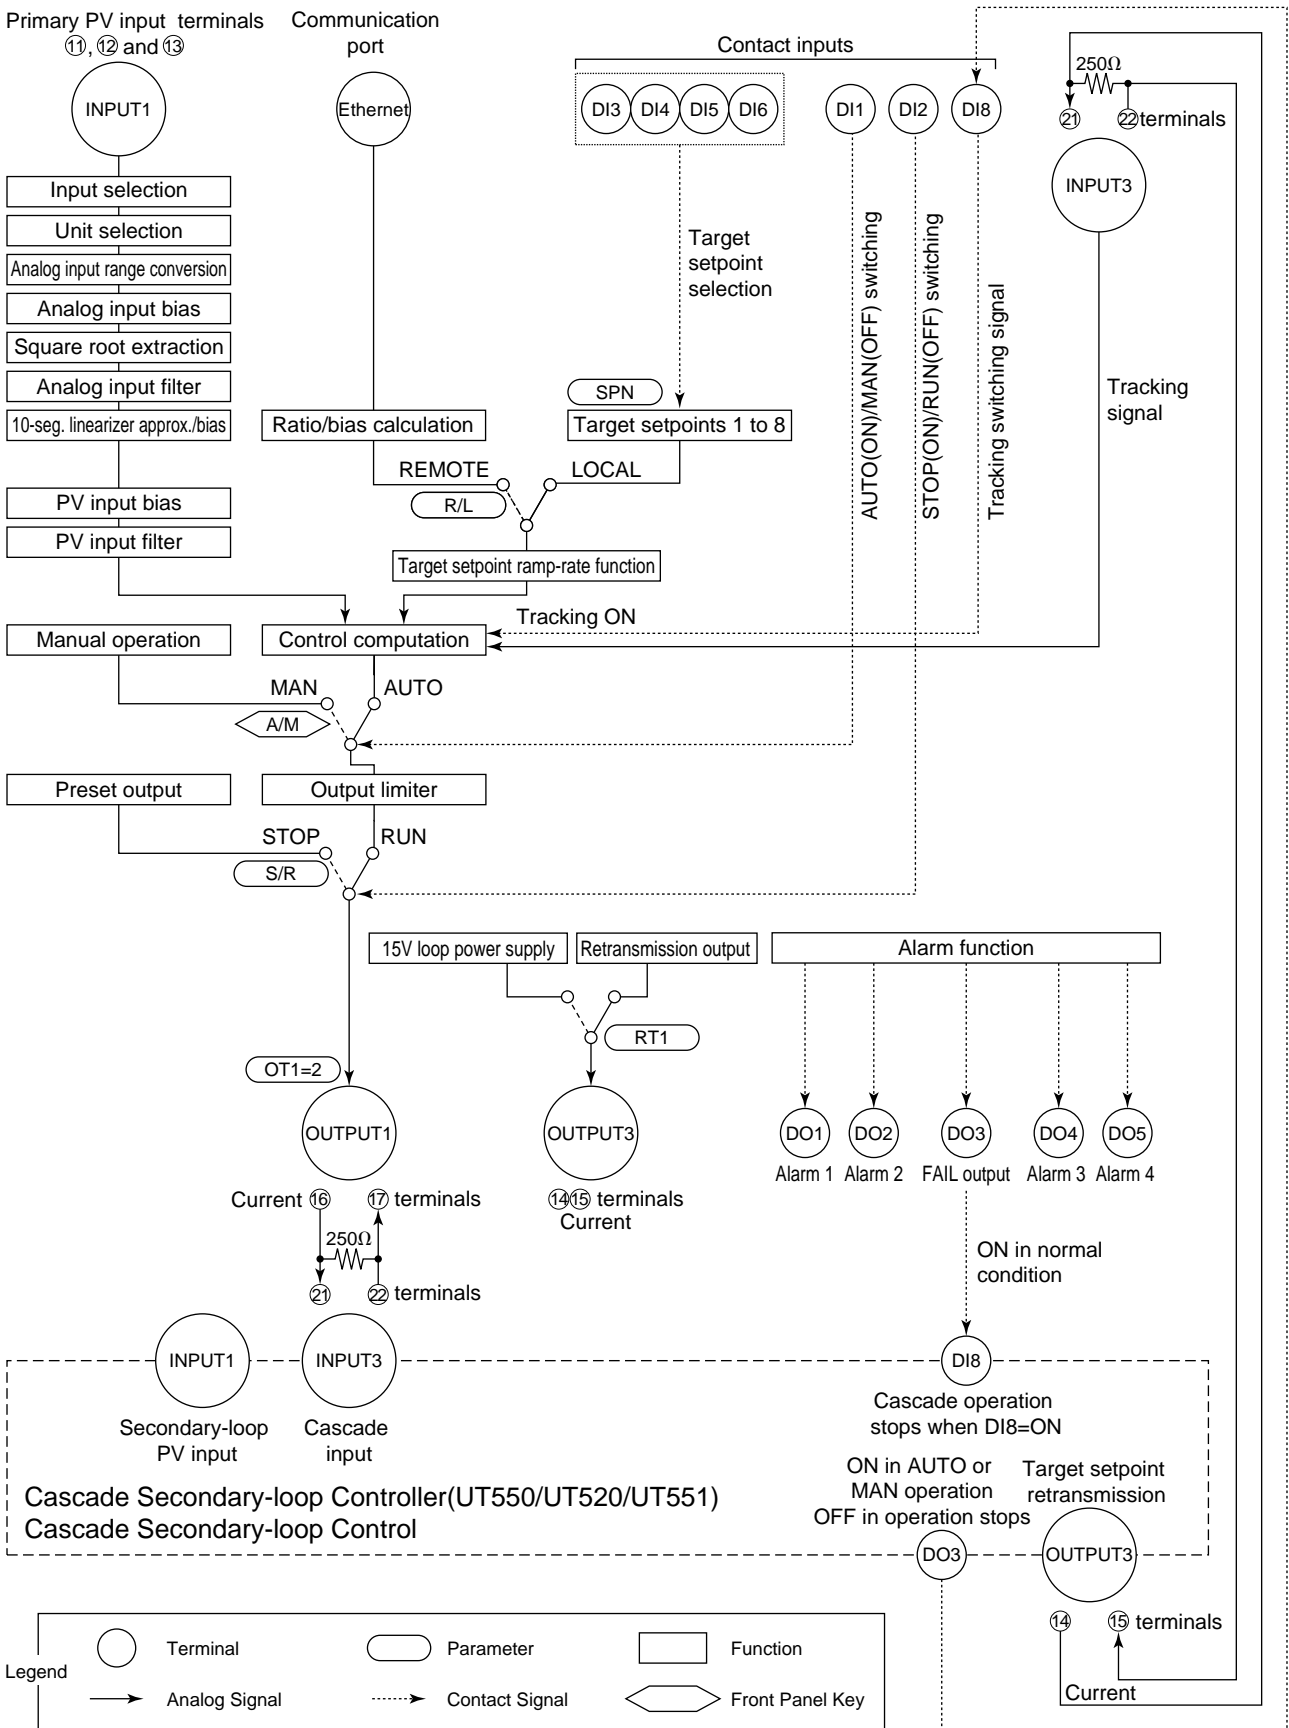 Primary PV input terminals
⑪, ⑫ and ⑬
INPUT1
Communication
port
Ethernet
Contact inputs
DI3
DI4
DI5
DI6
DI1
DI2
DI8
250Ω
㉑
㉒ terminals
INPUT3
Input selection
Unit selection
Analog input range conversion
Analog input bias
Square root extraction
Analog input filter
10-seg. linearizer approx./bias
PV input bias
PV input filter
Target
setpoint
selection
AUTO(ON)/MAN(OFF) switching
STOP(ON)/RUN(OFF) switching
Tracking switching signal
Tracking
signal
SPN
Ratio/bias calculation
Target setpoints 1 to 8
REMOTE
LOCAL
R/L
Target setpoint ramp-rate function
Tracking ON
Manual operation
Control computation
MAN
AUTO
A/M
Preset output
Output limiter
STOP
RUN
S/R
15V loop power supply
Retransmission output
Alarm function
RT1
OT1=2
OUTPUT1
OUTPUT3
DO1
DO2
DO3
DO4
DO5
Alarm 1
Alarm 2
FAIL output
Alarm 3
Alarm 4
Current ⑯
⑰ terminals
⑭⑮ terminals
Current
250Ω
㉑
㉒ terminals
ON in normal
condition
INPUT1
INPUT3
DI8
Secondary-loop
PV input
Cascade
input
Cascade operation
stops when DI8=ON
ON in AUTO or
MAN operation
OFF in operation stops
Target setpoint
retransmission
Cascade Secondary-loop Controller(UT550/UT520/UT551)
Cascade Secondary-loop Control
DO3
OUTPUT3
⑭
⑮ terminals
Current
Legend
Terminal
Parameter
Function
Analog Signal
Contact Signal
Front Panel Key